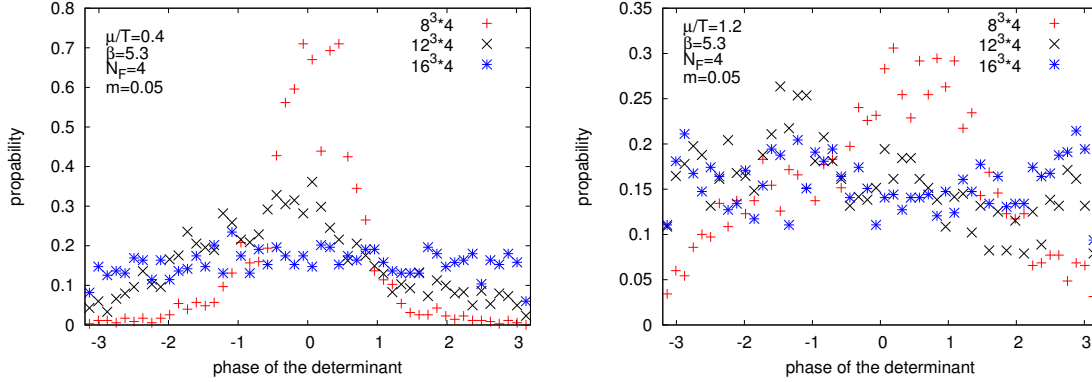 0.8
0.7
0.6
0.5
0.4
0.3
0.2
0.1
0
propability
μ/T=0.4
β=5.3
N_F=4
m=0.05
8³*4
12³*4
16³*4
-3 -2 -1 0 1 2 3
phase of the determinant
0.35
0.3
0.25
0.2
0.15
0.1
0.05
0
propability
μ/T=1.2
β=5.3
N_F=4
m=0.05
8³*4
12³*4
16³*4
-3 -2 -1 0 1 2 3
phase of the determinant